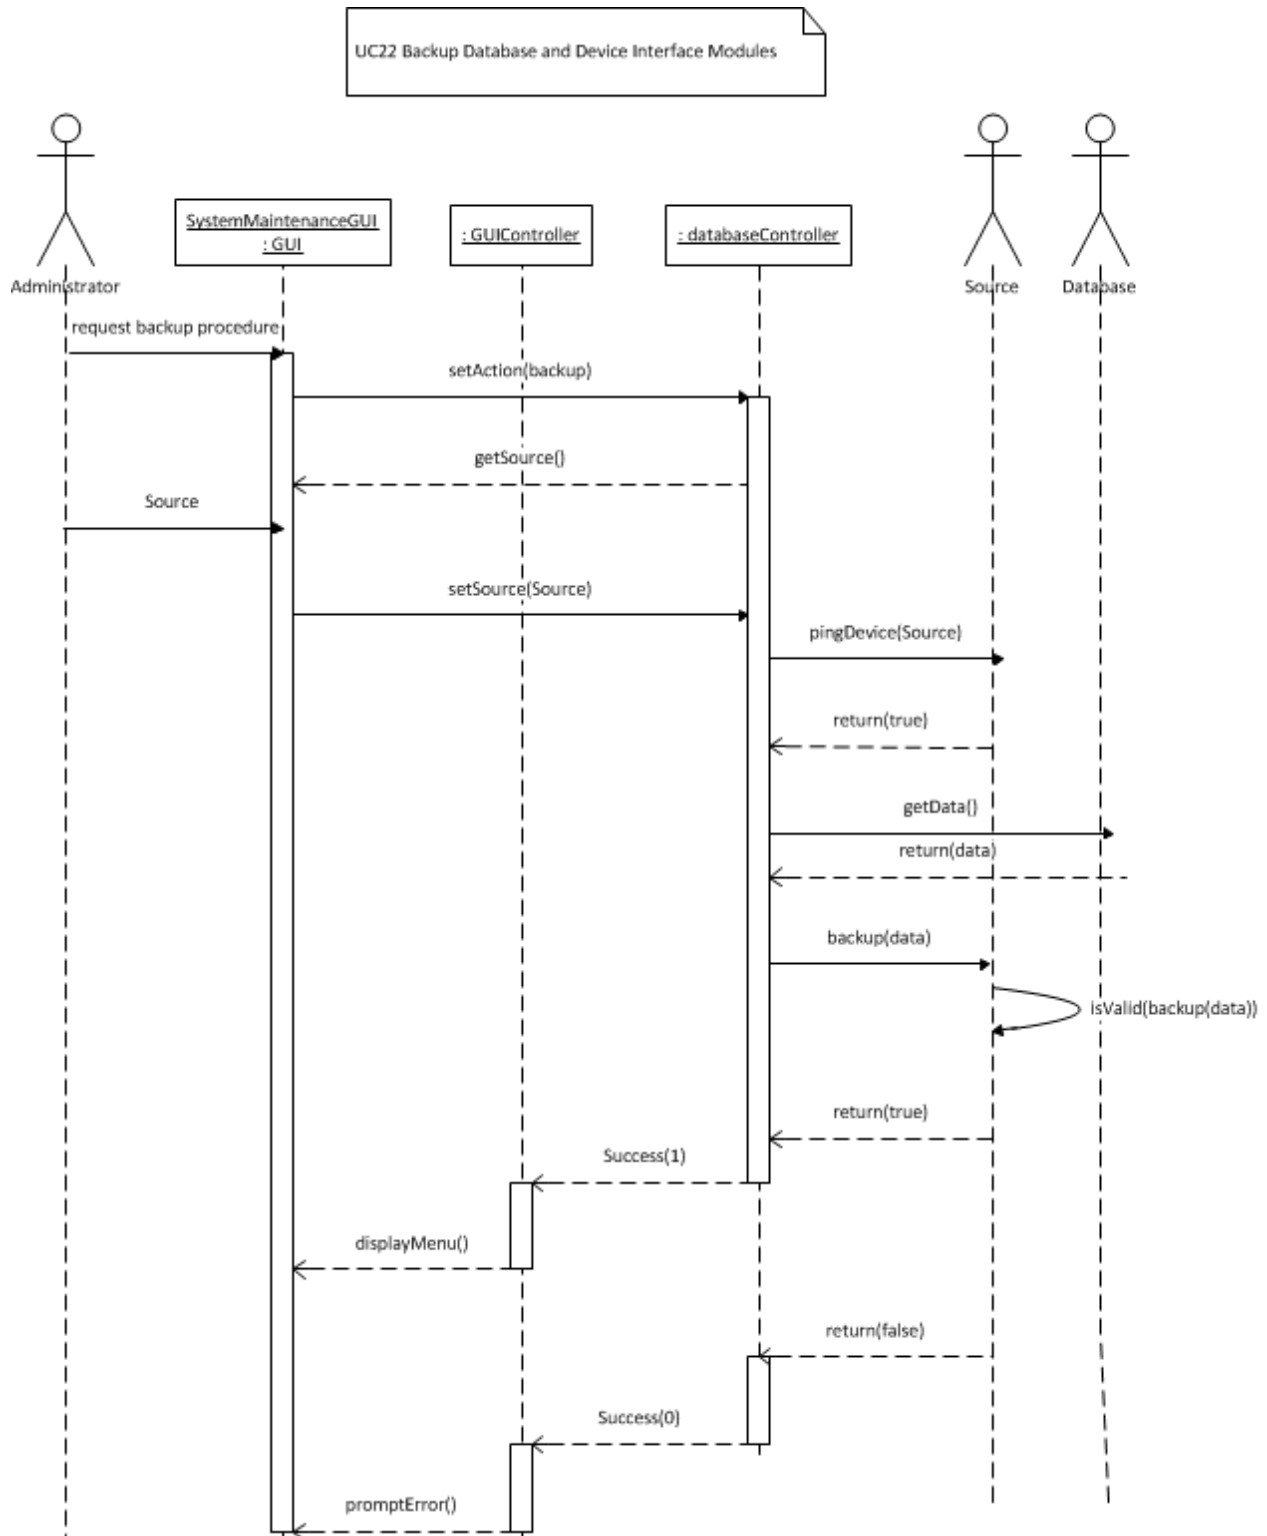 UC22 Backup Database and Device Interface Modules
SystemMaintenanceGUI
: GUI
: GUIController
: databaseController
Administrator
Source
Database
request backup procedure
setAction(backup)
getSource()
Source
setSource(Source)
pingDevice(Source)
return(true)
getData()
return(data)
backup(data)
isValid(backup(data))
return(true)
Success(1)
displayMenu()
return(false)
Success(0)
promptError()